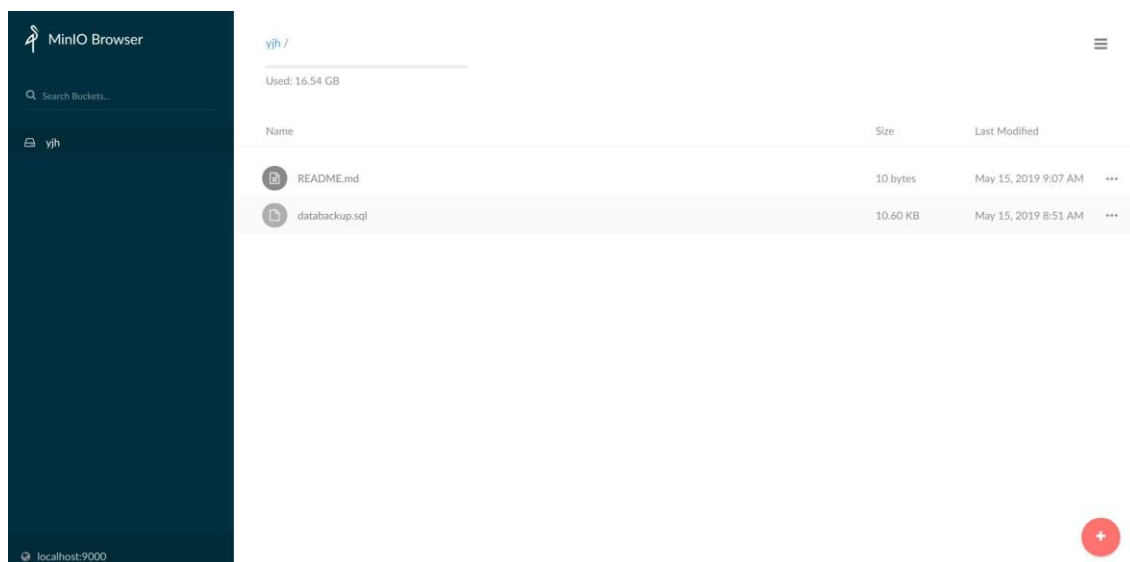 MinIO Browser
Search Buckets...
yjh
localhost:9000
yjh /
Used: 16.54 GB
Name Size Last Modified
README.md 10 bytes May 15, 2019 9:07 AM
databackup.sql 10.60 KB May 15, 2019 8:51 AM